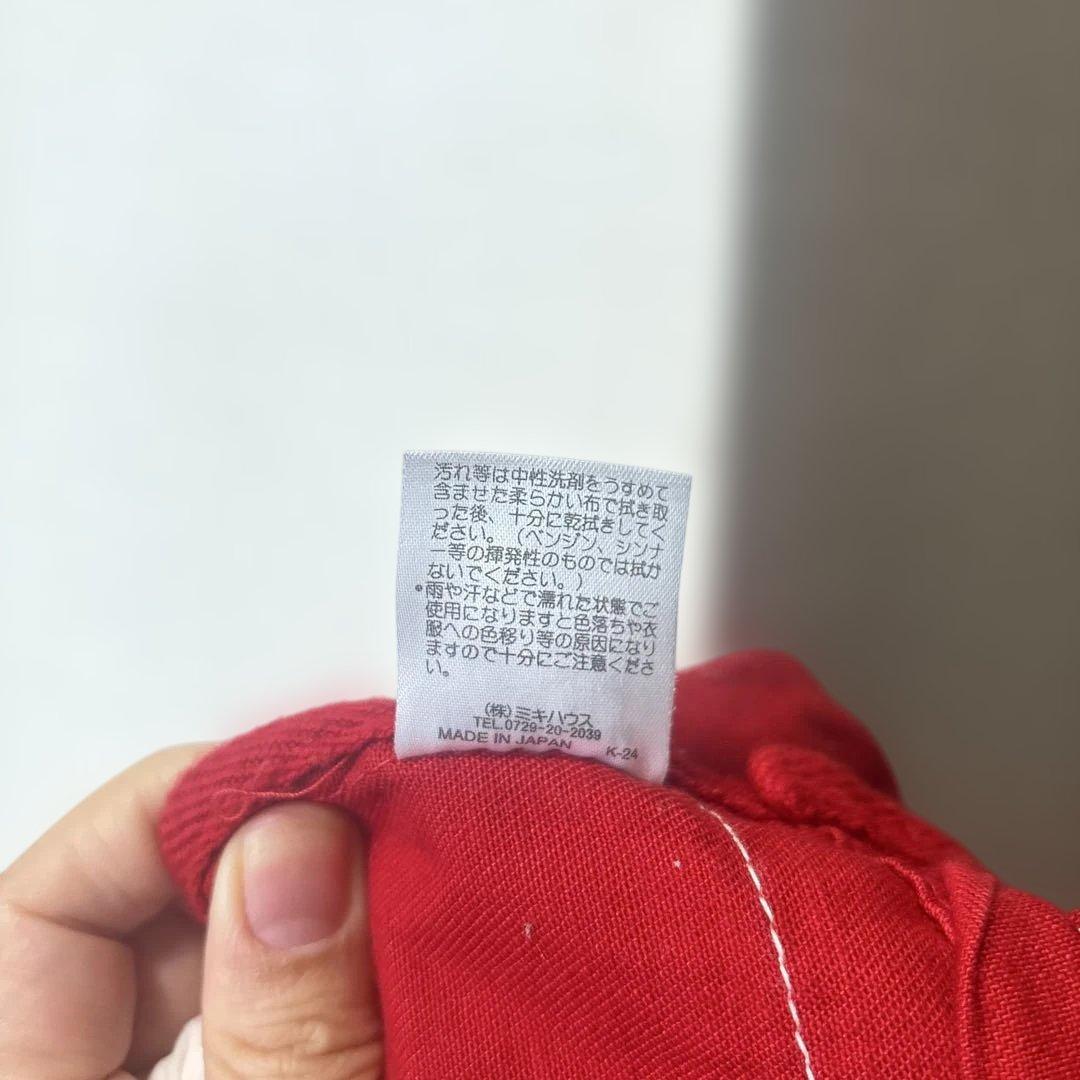 汚れ等は中性洗剤をうすめて
含ませた柔らかい布で拭き取
った後、十分に乾拭きしてく
ださい。（ベンジン、シンナ
ー等の揮発性のものでは拭か
ないでください。）
•雨や汗などで濡れた状態でご
使用になりますと色落ちや衣
服への色移り等の原因になり
ますので十分にご注意くださ
い。
（株）ミキハウス
TEL.0729-20-2039
MADE IN JAPAN K-24